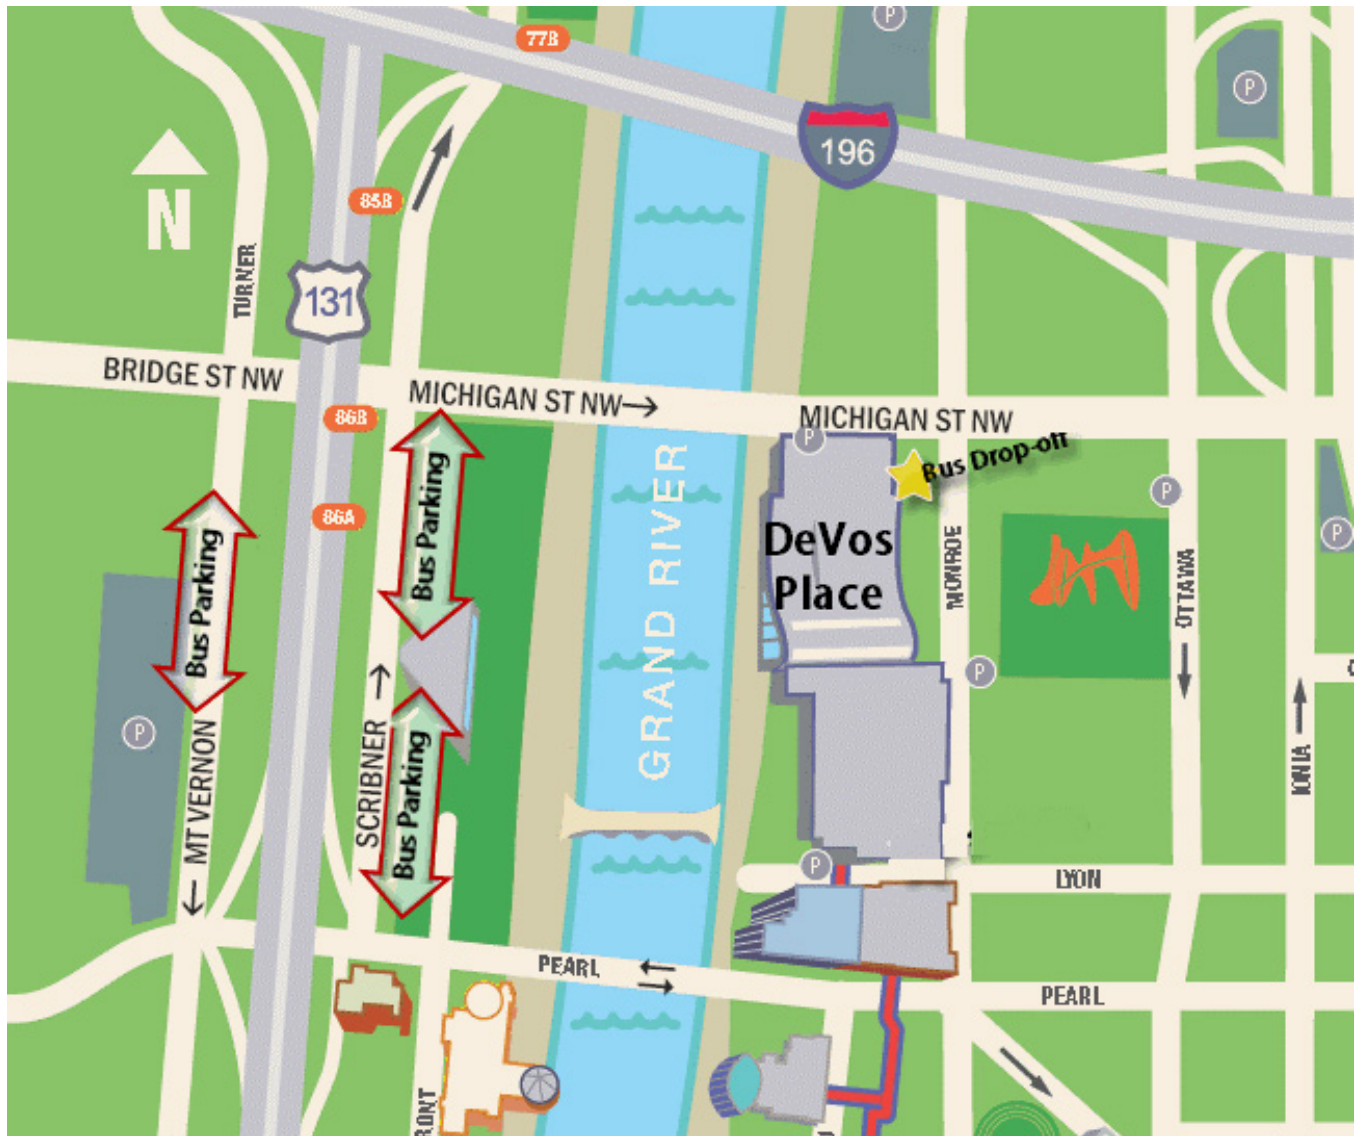 P
77B
P
196
N
85B
TURNER
131
BRIDGE ST NW
MICHIGAN ST NW→
MICHIGAN ST NW
86B
P
Bus Drop-off
Bus Parking
Bus Parking
86A
P
P
GRAND RIVER
DeVos
Place
MONROE
OTTAWA
P
P
MT VERNON
SCRIBNER
Bus Parking
IONIA
P
LYON
PEARL
PEARL